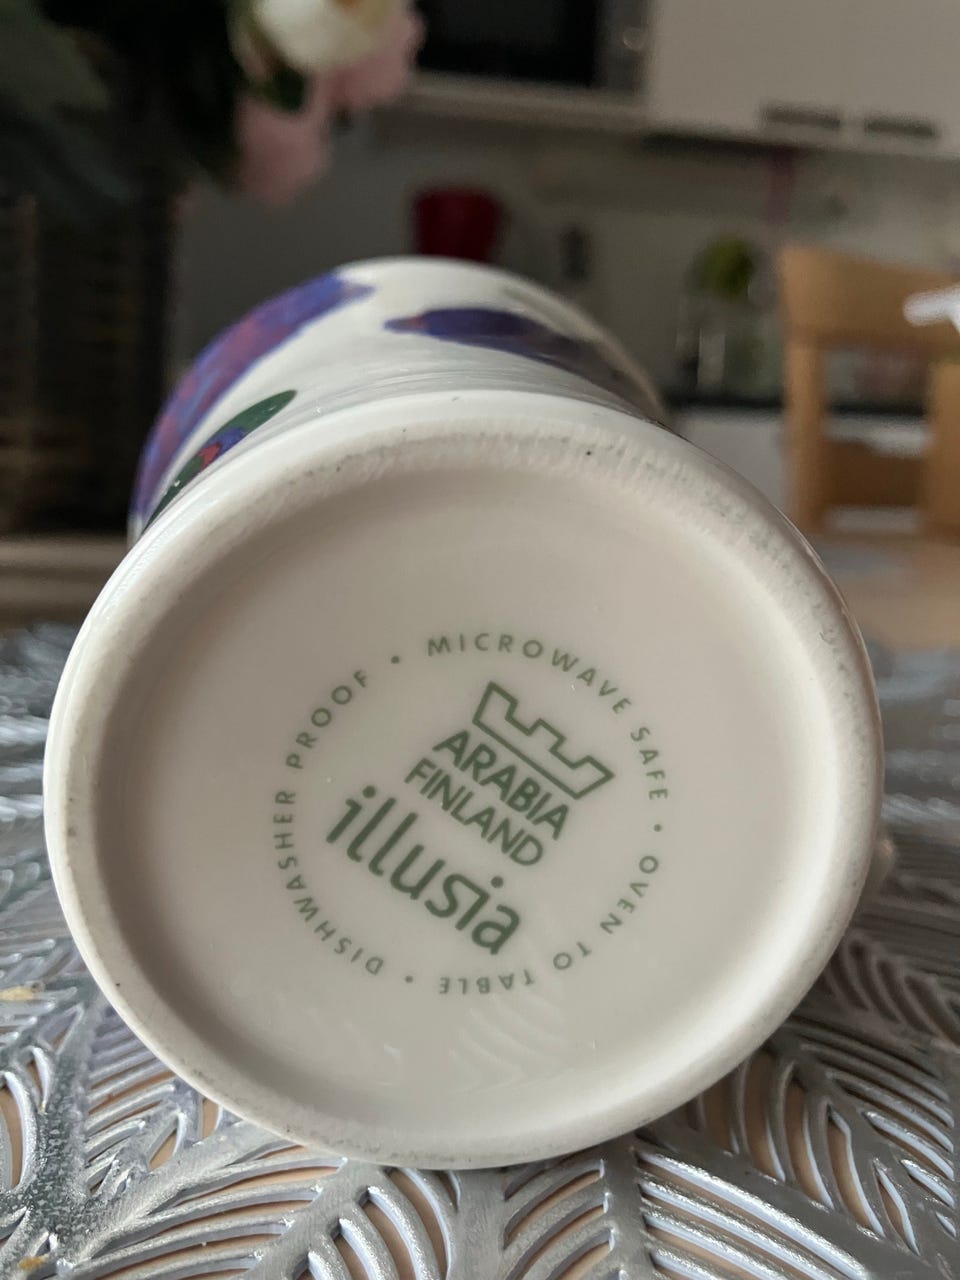 MICROWAVE SAFE • OVEN TO TABLE • DISHWASHER PROOF •
ARABIA
FINLAND
illusia